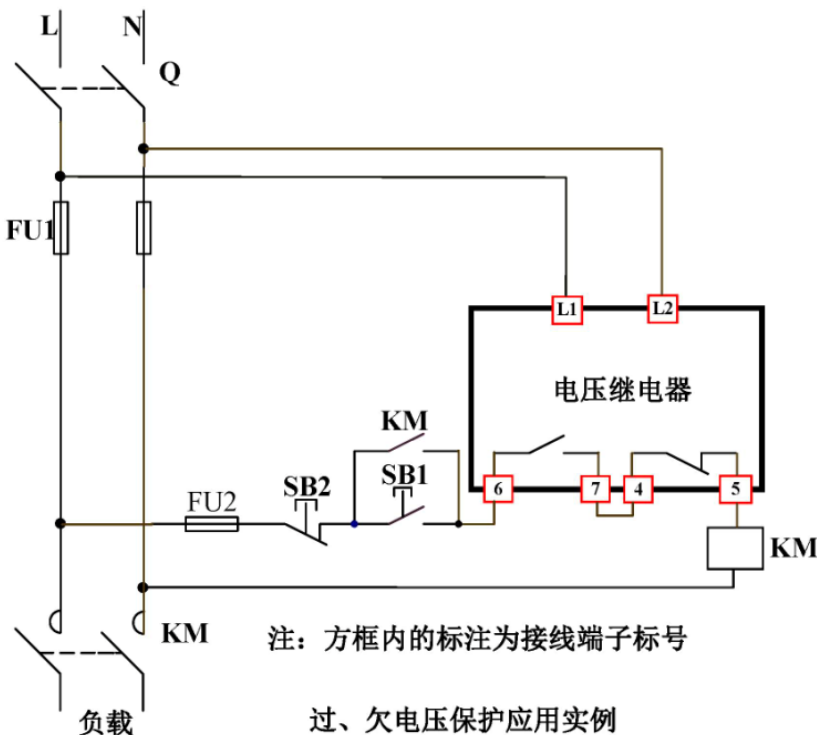 L N
Q
FU1
L1 L2
电压继电器
KM
SB1
SB2
FU2
6 7 4 5
KM
KM
注：方框内的标注为接线端子标号
负载
过、欠电压保护应用实例